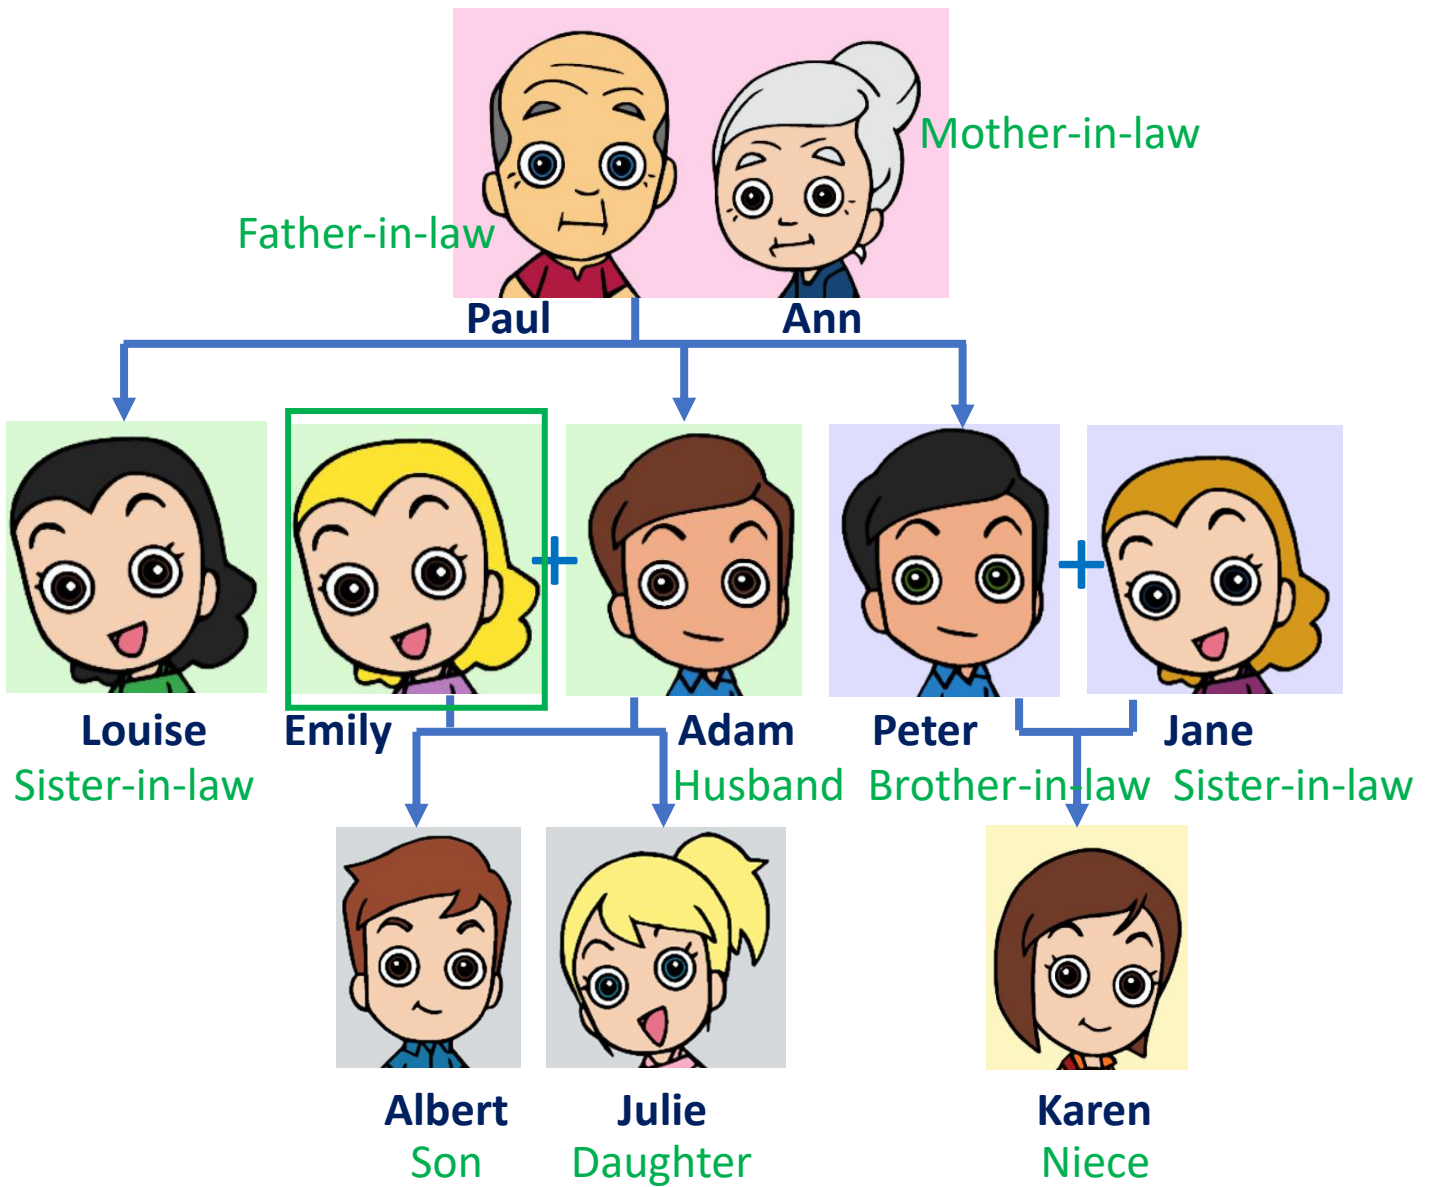 Mother-in-law
Father-in-law
Paul Ann
Louise Emily Adam Peter Jane
Sister-in-law Husband Brother-in-law Sister-in-law
Albert Julie Karen
Son Daughter Niece